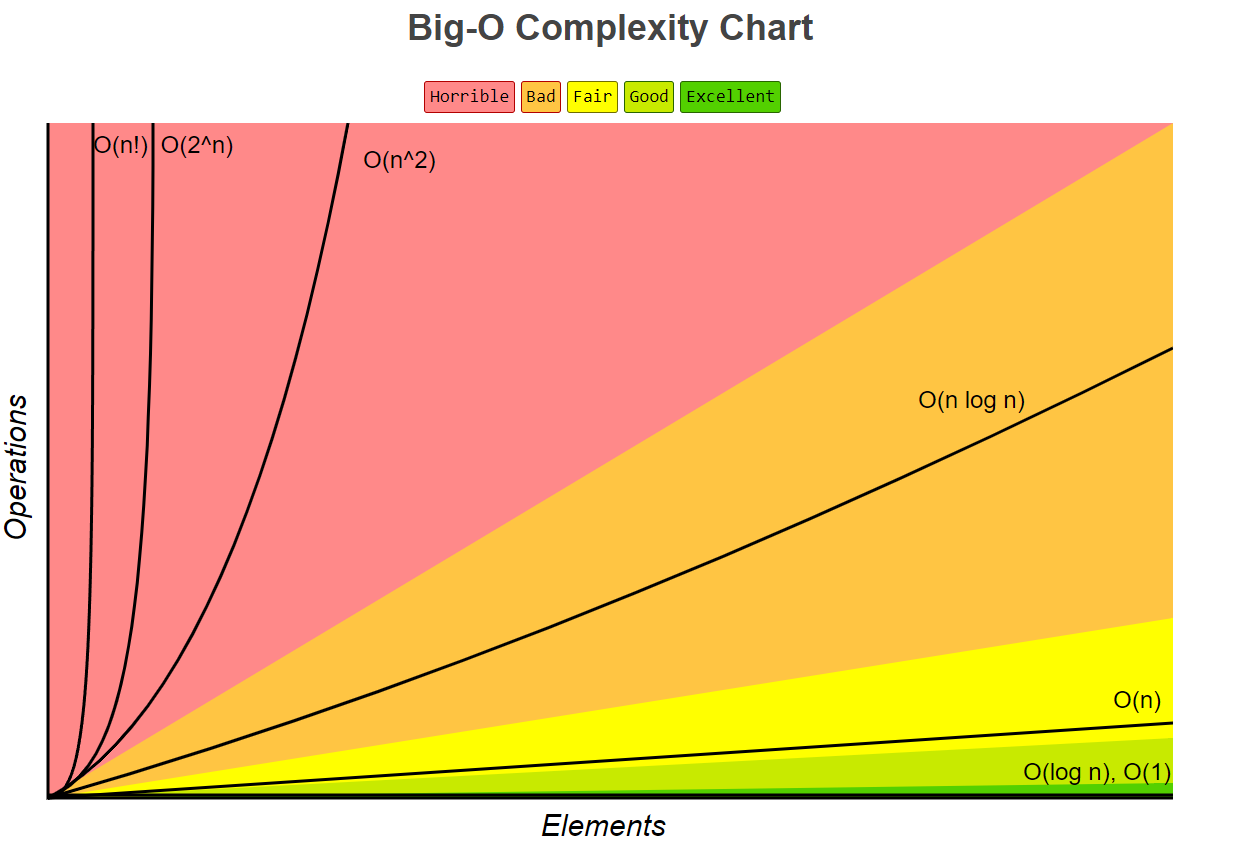 Big-O Complexity Chart
Horrible Bad Fair Good Excellent
O(n!) O(2^n)
O(n^2)
O(n log n)
Operations
O(n)
O(log n), O(1)
Elements